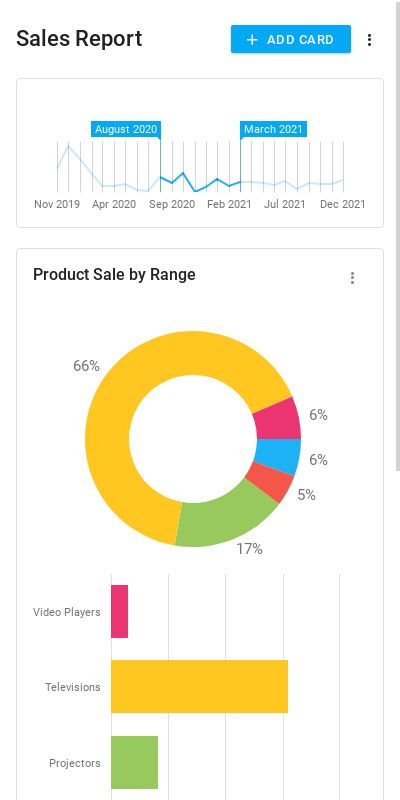 Sales Report
+ ADD CARD
August 2020
March 2021
Nov 2019
Apr 2020
Sep 2020
Feb 2021
Jul 2021
Dec 2021
Product Sale by Range
66%
6%
6%
5%
17%
Video Players
Televisions
Projectors